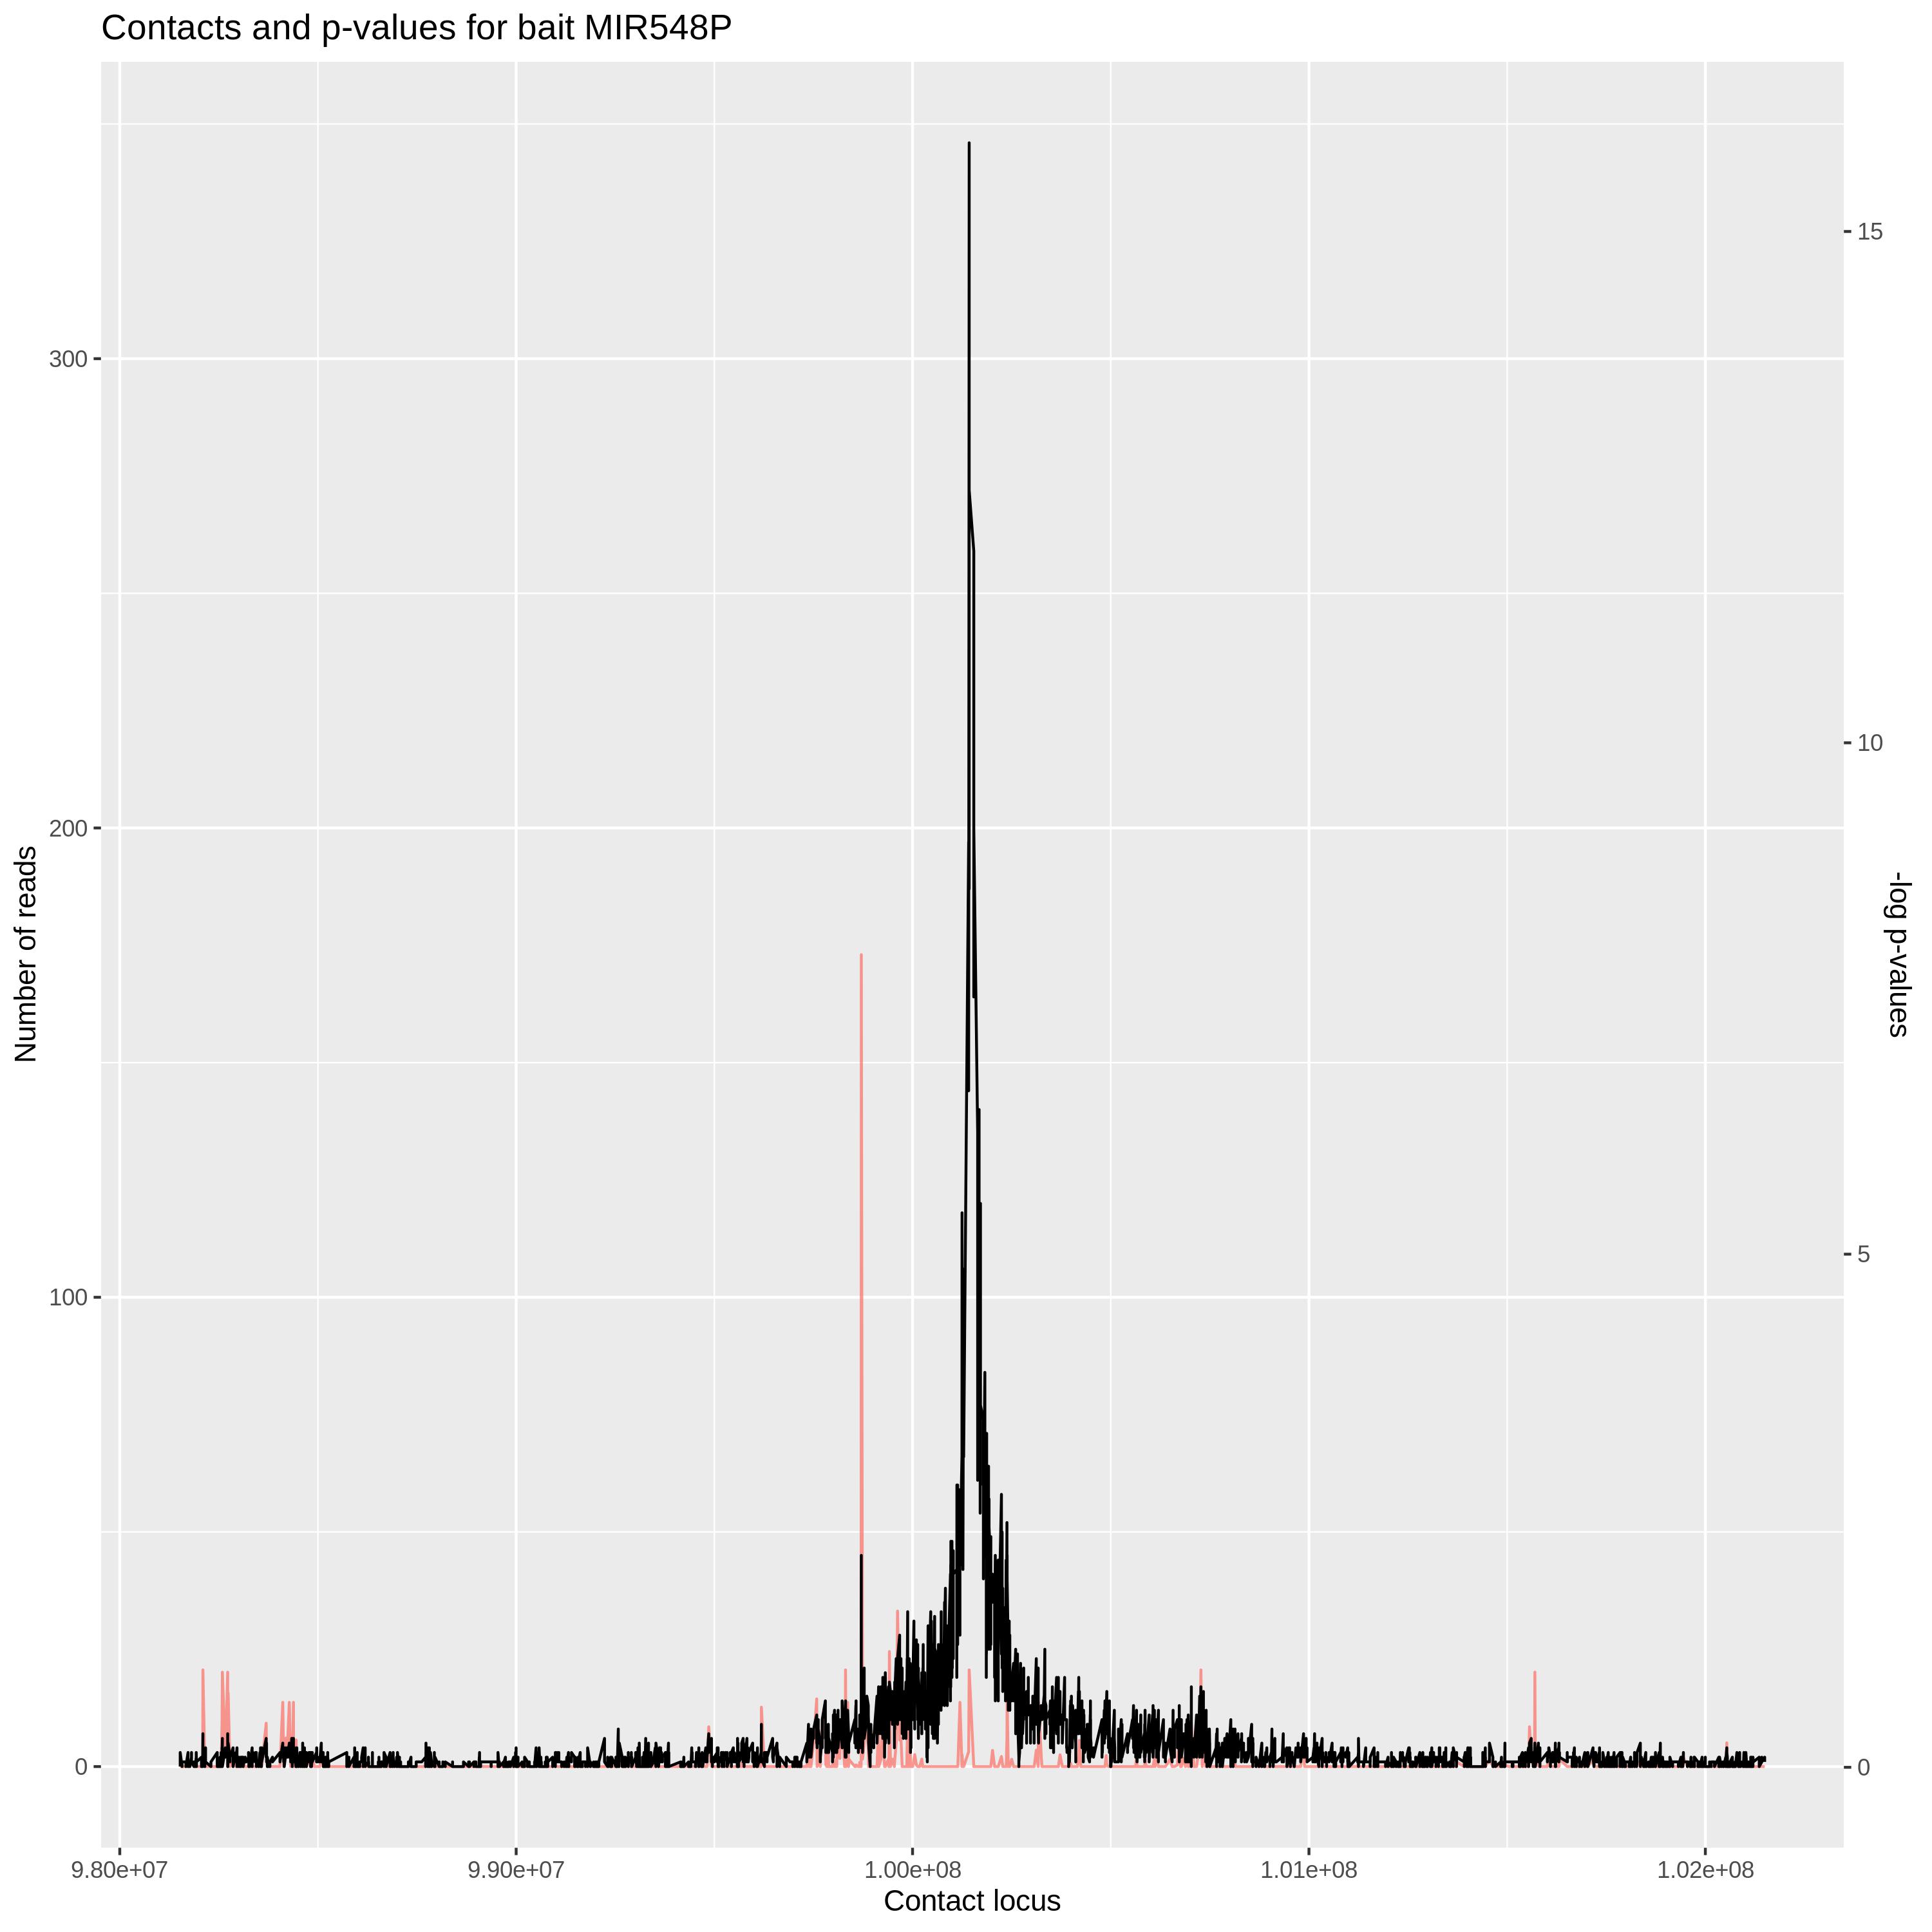 Contacts and p-values for bait MIR548P
300
200
100
0
Number of reads
15
10
5
0
-log p-values
9.80e+07 9.90e+07 1.00e+08 1.01e+08 1.02e+08
Contact locus